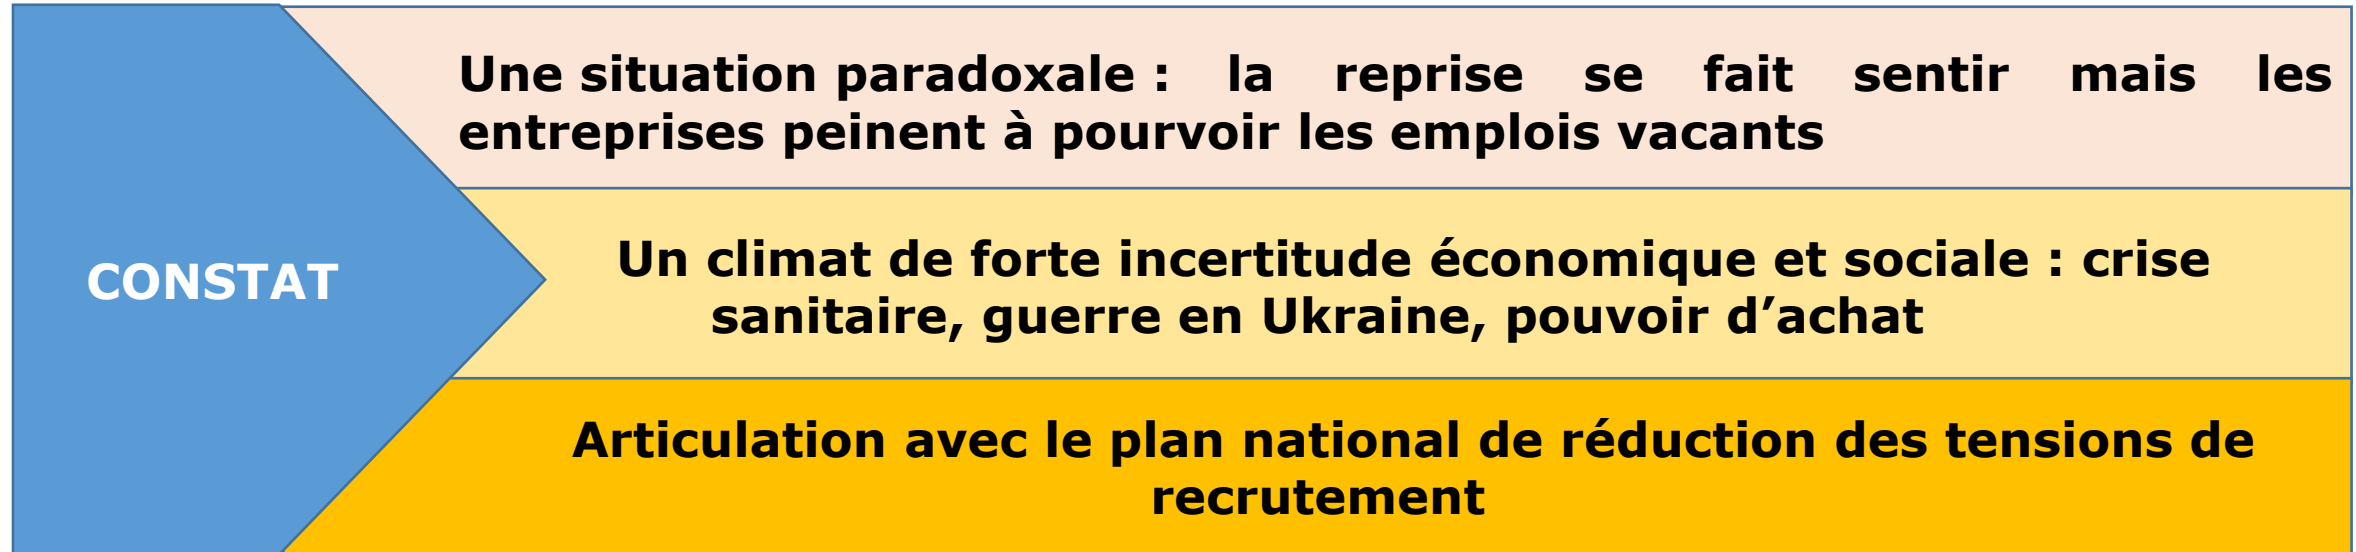 CONSTAT
Une situation paradoxale : la reprise se fait sentir mais les
entreprises peinent à pourvoir les emplois vacants
Un climat de forte incertitude économique et sociale : crise
sanitaire, guerre en Ukraine, pouvoir d’achat
Articulation avec le plan national de réduction des tensions de
recrutement